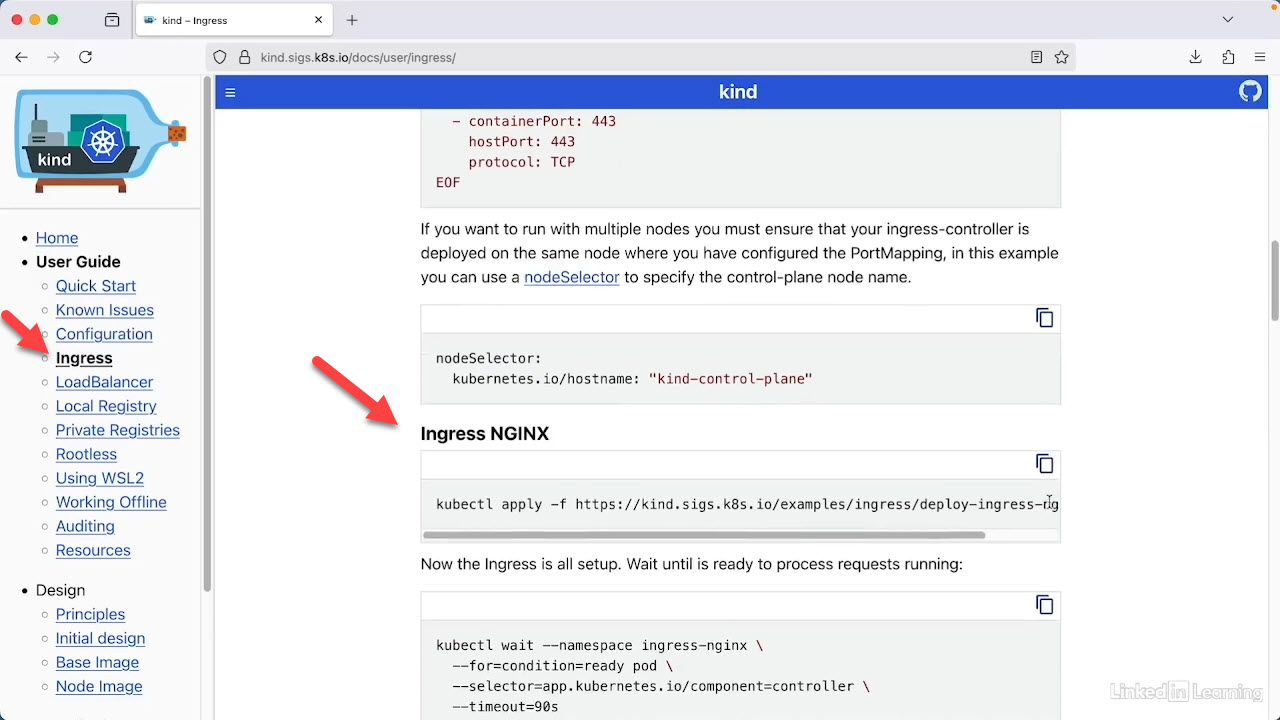 kind – Ingress
kind.sigs.k8s.io/docs/user/ingress/
kind
kind
Home
User Guide
Quick Start
Known Issues
Configuration
Ingress
LoadBalancer
Local Registry
Private Registries
Rootless
Using WSL2
Working Offline
Auditing
Resources
Design
Principles
Initial design
Base Image
Node Image
- containerPort: 443
hostPort: 443
protocol: TCP
EOF
If you want to run with multiple nodes you must ensure that your ingress-controller is
deployed on the same node where you have configured the PortMapping, in this example
you can use a nodeSelector to specify the control-plane node name.
nodeSelector:
kubernetes.io/hostname: "kind-control-plane"
Ingress NGINX
kubectl apply -f https://kind.sigs.k8s.io/examples/ingress/deploy-ingress-ng
Now the Ingress is all setup. Wait until is ready to process requests running:
kubectl wait --namespace ingress-nginx \
--for=condition=ready pod \
--selector=app.kubernetes.io/component=controller \
--timeout=90s
LinkedIn Learning